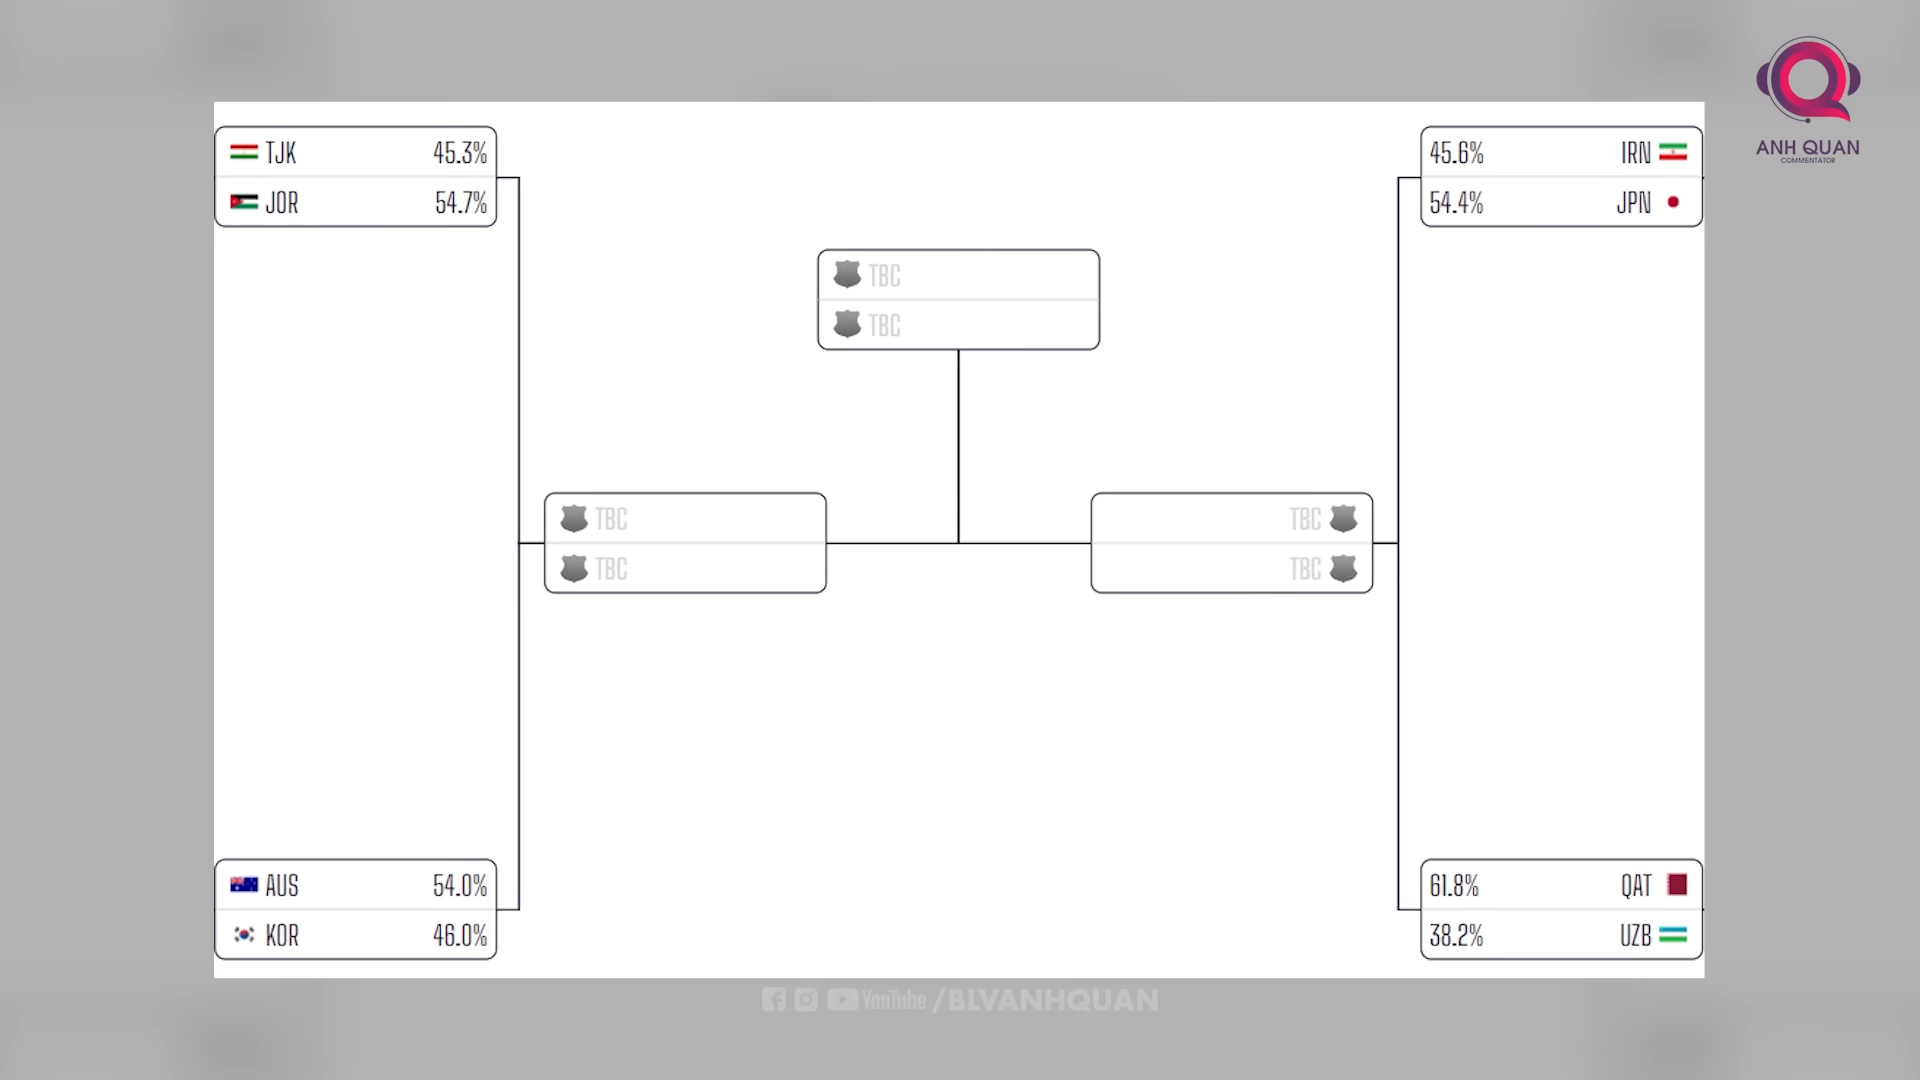 ANH QUAN
COMMENTATOR
TJK 45.3%
JOR 54.7%
45.6% IRN
54.4% JPN
TBC
TBC
TBC
TBC
TBC
TBC
AUS 54.0%
KOR 46.0%
61.8% QAT
38.2% UZB
YouTube /BLVANHQUAN